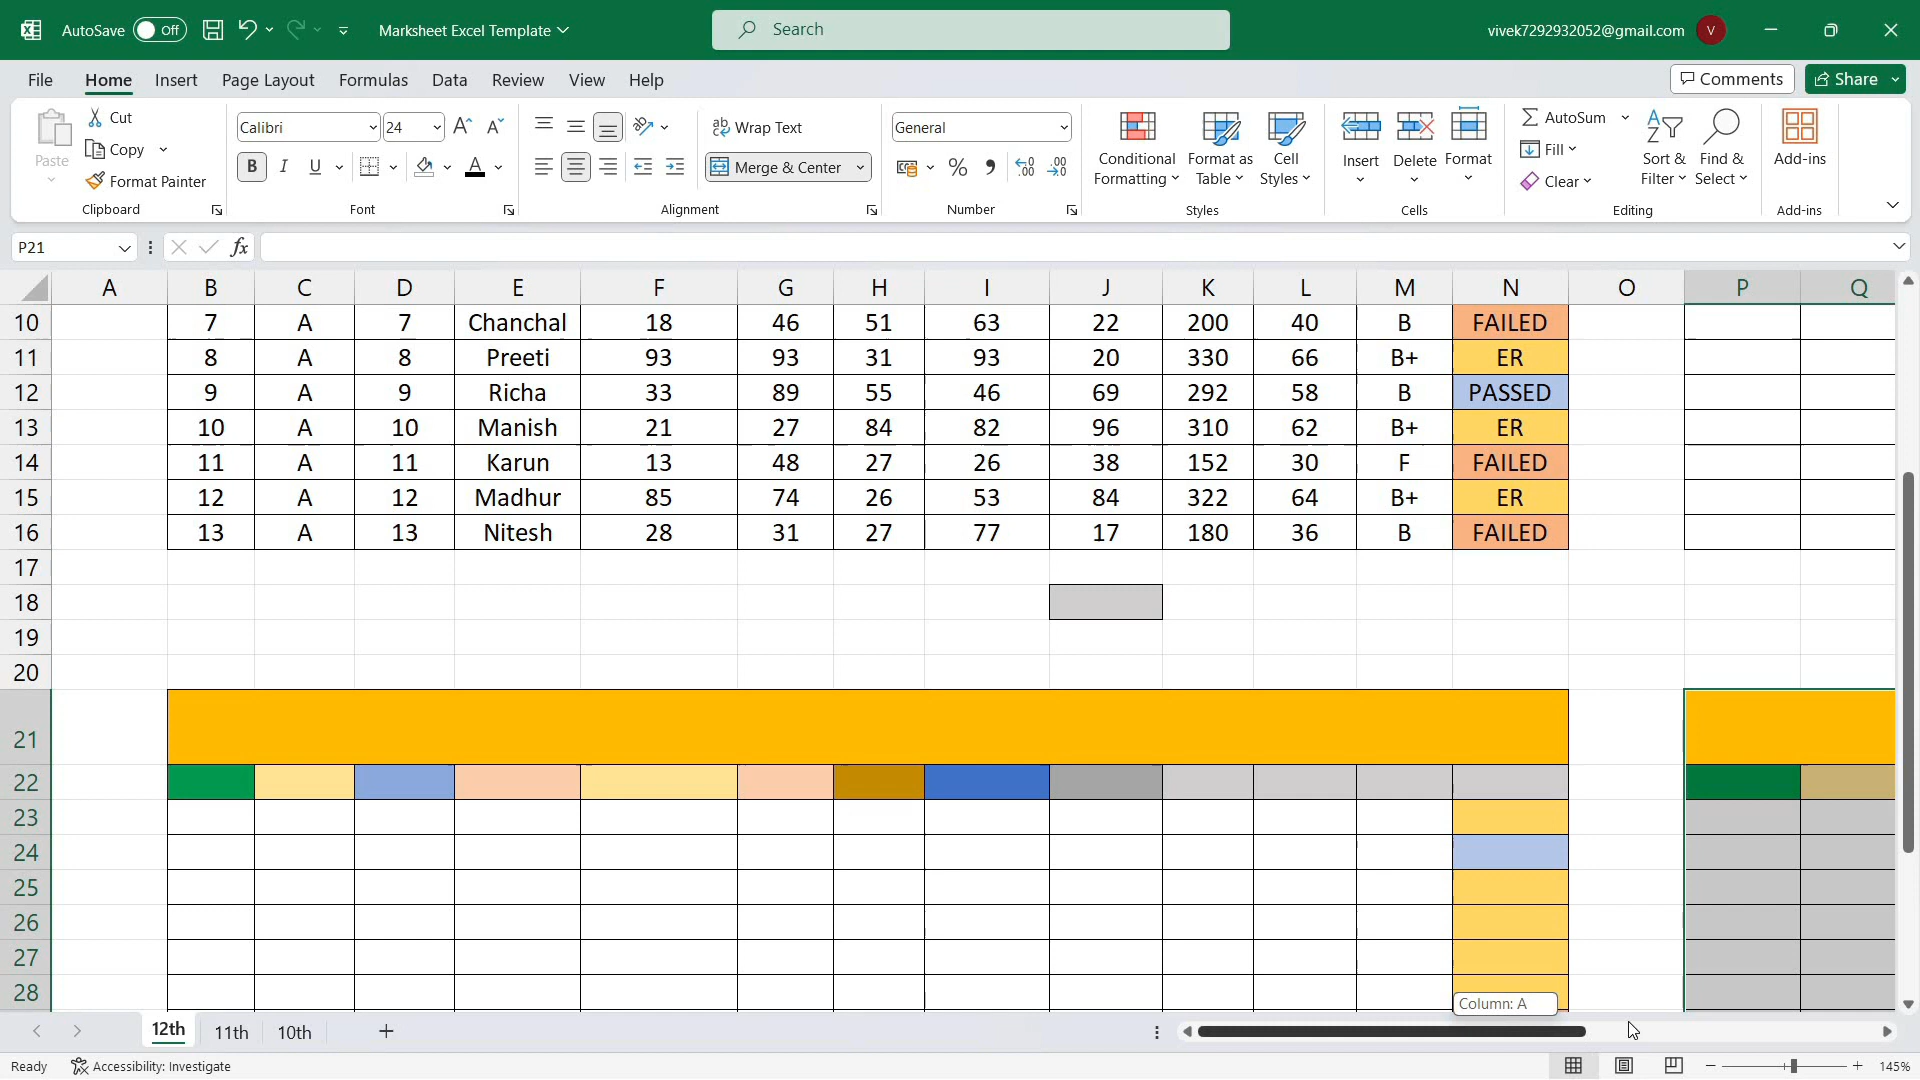 AutoSave Off Marksheet Excel Template Search vivek7292932052@gmail.com V
File Home Insert Page Layout Formulas Data Review View Help Comments Share
Paste Cut Copy Format Painter Clipboard
Calibri 24 B I U A Font
Wrap Text Merge & Center Alignment
General % , Number
Conditional Formatting Format as Table Cell Styles Styles
Insert Delete Format Cells
AutoSum Fill Clear Sort & Filter Find & Select Editing
Add-ins Add-ins
P21 fx
A B C D E F G H I J K L M N O P Q
10 7 A 7 Chanchal 18 46 51 63 22 200 40 B FAILED
11 8 A 8 Preeti 93 93 31 93 20 330 66 B+ ER
12 9 A 9 Richa 33 89 55 46 69 292 58 B PASSED
13 10 A 10 Manish 21 27 84 82 96 310 62 B+ ER
14 11 A 11 Karun 13 48 27 26 38 152 30 F FAILED
15 12 A 12 Madhur 85 74 26 53 84 322 64 B+ ER
16 13 A 13 Nitesh 28 31 27 77 17 180 36 B FAILED
17
18
19
20
21
22
23
24
25
26
27
28
Column: A
12th 11th 10th
Ready Accessibility: Investigate 145%